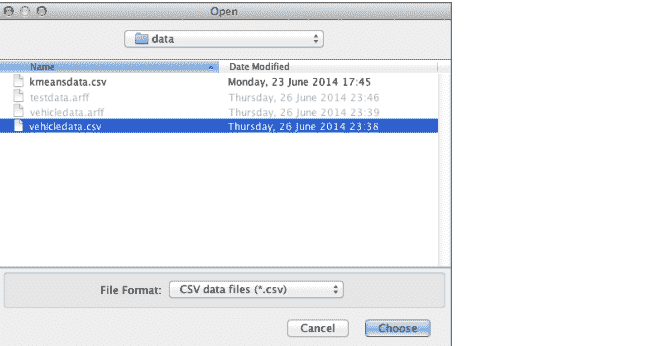 Open
data
Name Date Modified
kmeansdata.csv Monday, 23 June 2014 17:45
testdata.arff Thursday, 26 June 2014 23:46
vehicledata.arff Thursday, 26 June 2014 23:39
vehicledata.csv Thursday, 26 June 2014 23:38
File Format: CSV data files (*.csv)
Cancel Choose